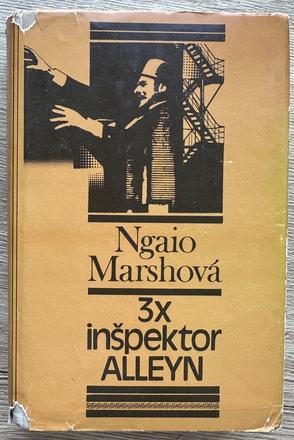 Ngaio
Marshová
3x
inšpektor
ALLEYN